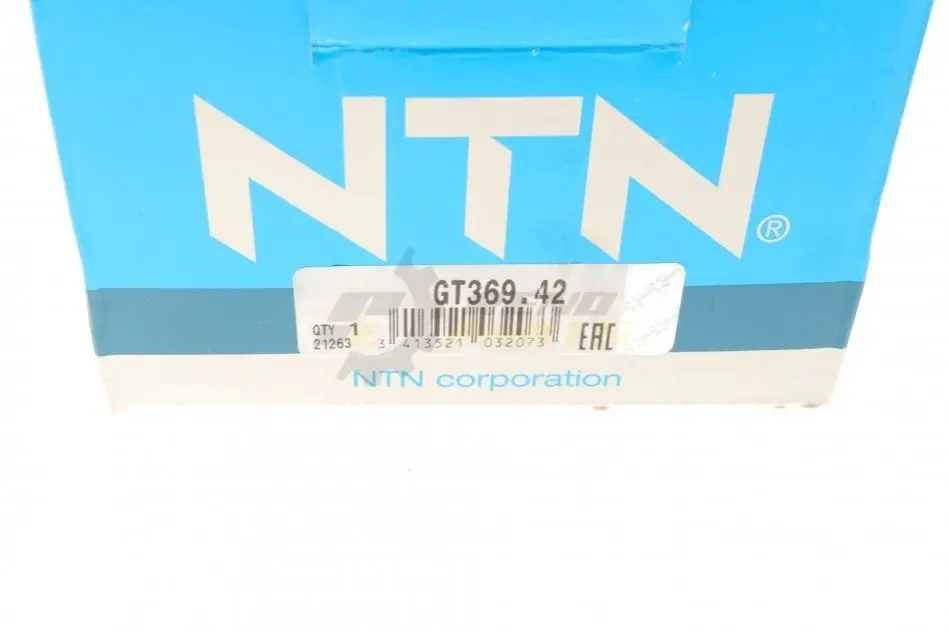 NTN®
GT369.42
QTY 1
21263
3 413521 032073
EAC
NTN corporation